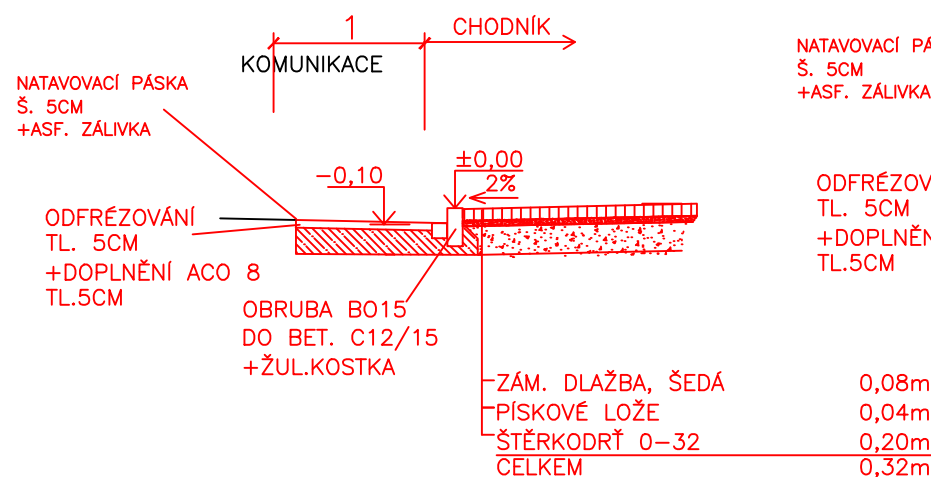 1
CHODNÍK
KOMUNIKACE
NATAVOVACÍ PÁSKA
Š. 5CM
+ASF. ZÁLIVKA
±0,00
-0,10
2%
ODFRÉZOVÁNÍ
TL. 5CM
+DOPLNĚNÍ ACO 8
TL.5CM
OBRUBA BO15
DO BET. C12/15
+ŽUL.KOSTKA
ZÁM. DLAŽBA, ŠEDÁ 0,08m
PÍSKOVÉ LOŽE 0,04m
ŠTĚRKODRŤ 0-32 0,20m
CELKEM 0,32m
NATAVOVACÍ PÁ
Š. 5CM
+ASF. ZÁLIVKA
ODFRÉZOV
TL. 5CM
+DOPLNĚN
TL.5CM